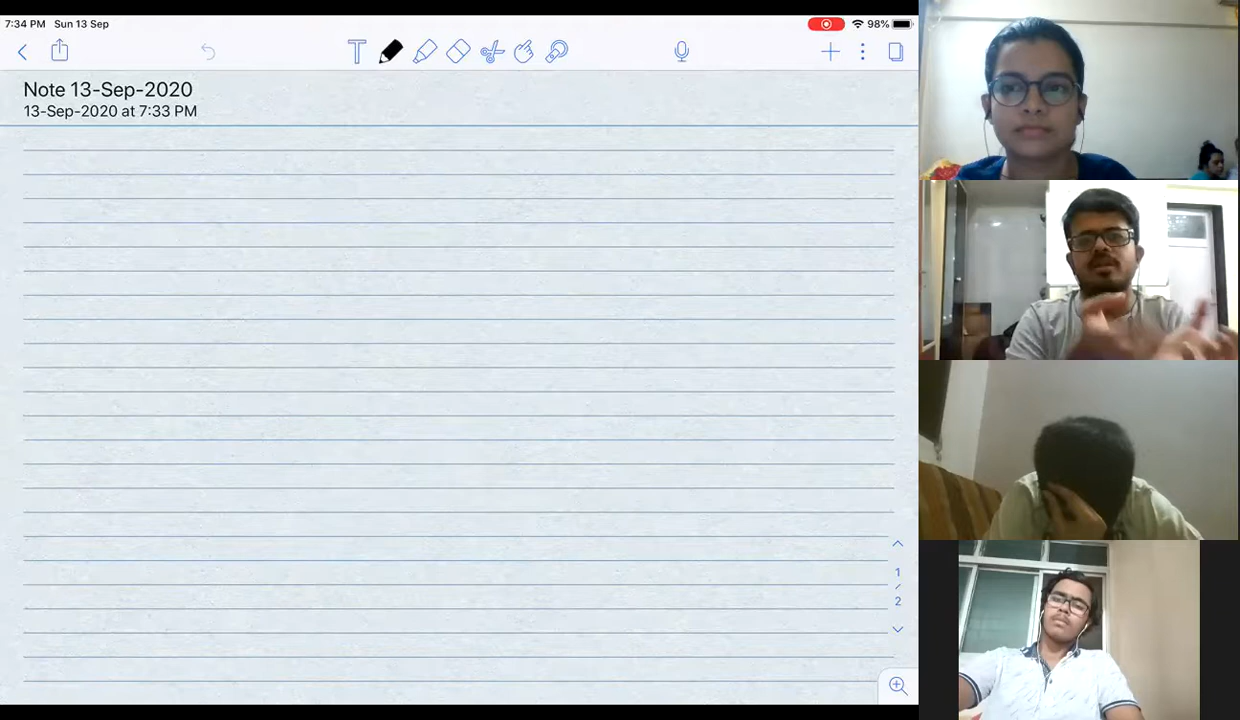 7:34 PM Sun 13 Sep
98%
T
Note 13-Sep-2020
13-Sep-2020 at 7:33 PM
1
2